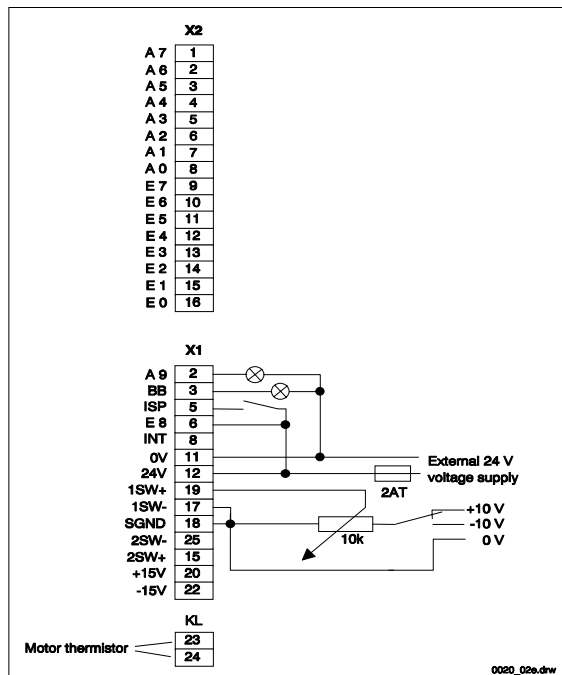 X2
A 7 1
A 6 2
A 5 3
A 4 4
A 3 5
A 2 6
A 1 7
A 0 8
E 7 9
E 6 10
E 5 11
E 4 12
E 3 13
E 2 14
E 1 15
E 0 16
X1
A 9 2
BB 3
ISP 5
E 8 6
INT 8
0V 11
External 24 V
24V 12
voltage supply
2AT
1SW+ 19
1SW- 17
+10 V
SGND 18
-10 V
10k
2SW- 25
0 V
2SW+ 15
+15V 20
-15V 22
KL
23
Motor thermistor
24
0020_02e.drw